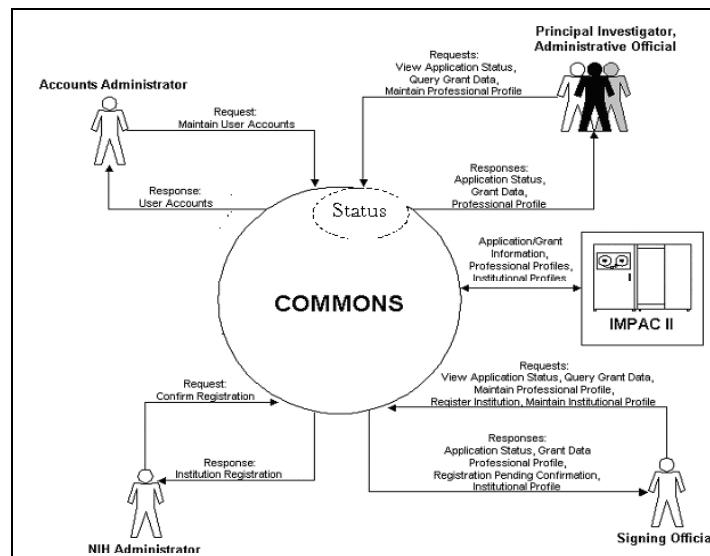 Principal Investigator,
Administrative Official
Requests:
View Application Status,
Query Grant Data,
Maintain Professional Profile
Accounts Administrator
Request:
Maintain User Accounts
Response:
User Accounts
Responses:
Application Status,
Grant Data,
Professional Profile
Status
Application/Grant
Information,
Professional Profiles,
Institutional Profiles
COMMONS
IMPAC II
Requests:
View Application Status, Query Grant Data,
Maintain Professional Profile,
Register Institution, Maintain Institutional Profile
Request:
Confirm Registration
Responses:
Application Status, Grant Data
Professional Profile,
Registration Pending Confirmation,
Institutional Profile
Response:
Institution Registration
NIH Administrator
Signing Official